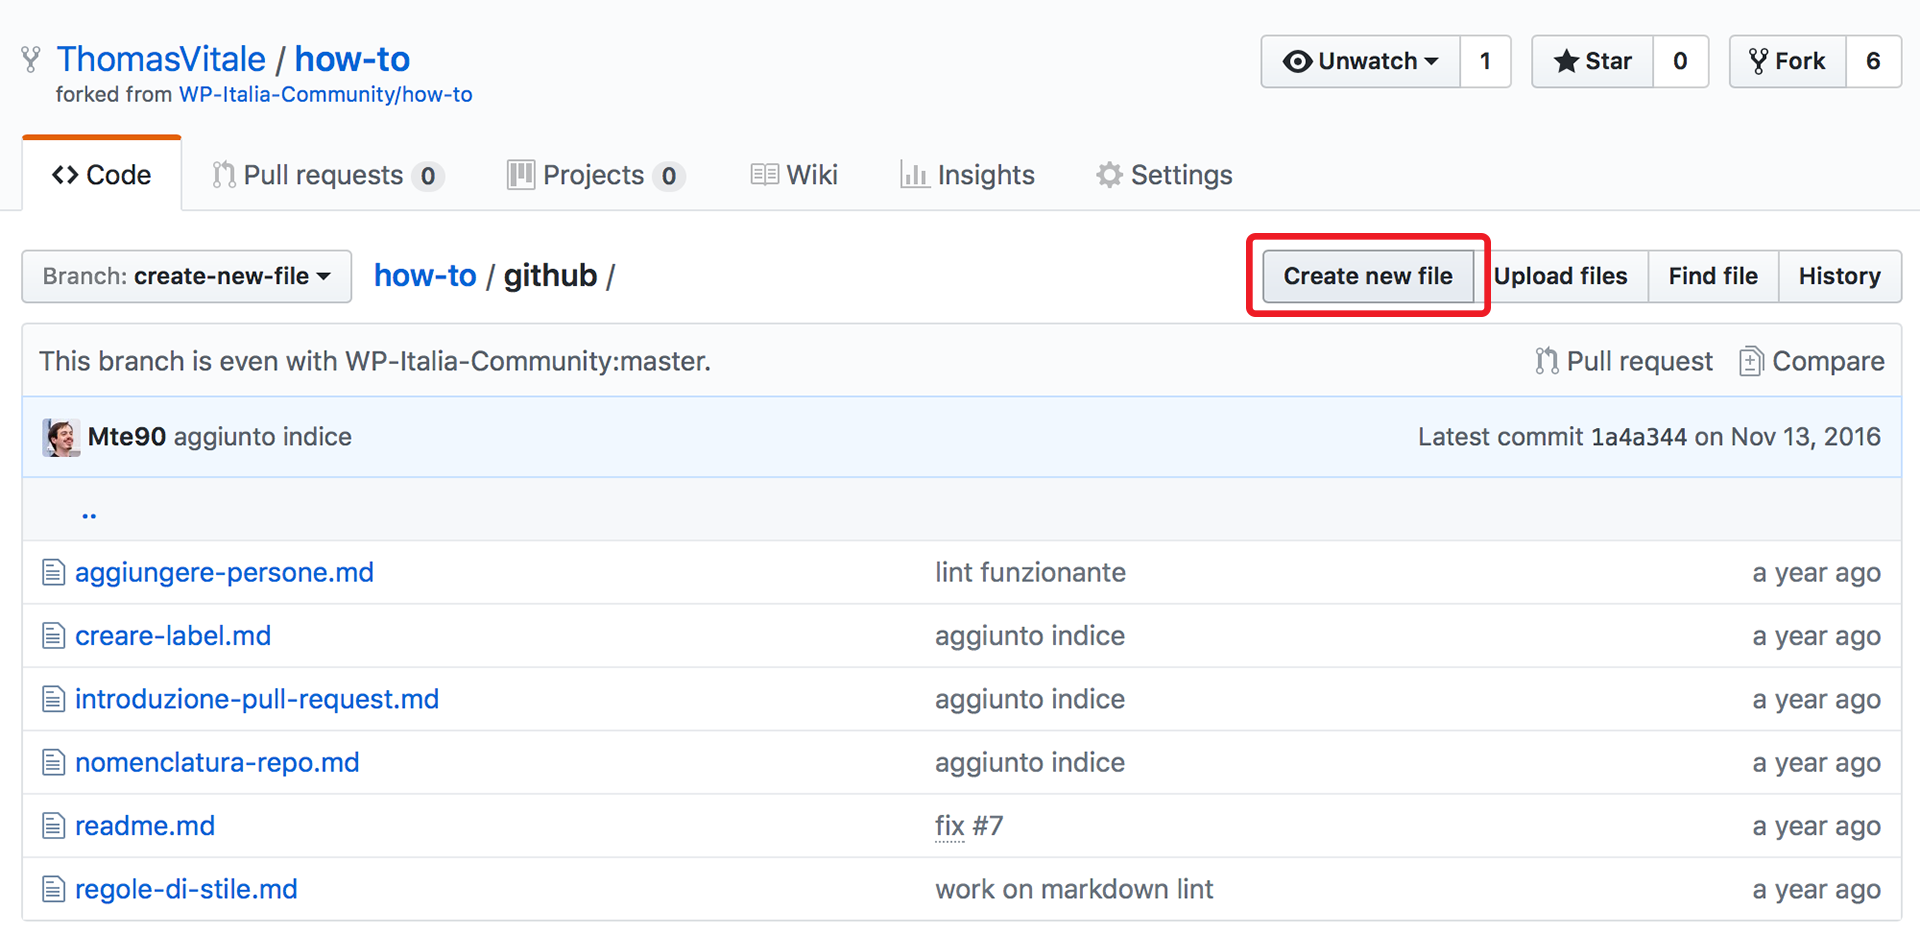 ThomasVitale / how-to
Unwatch 1 Star 0 Fork 6
forked from WP-Italia-Community/how-to
Code Pull requests 0 Projects 0 Wiki Insights Settings
Branch: create-new-file how-to / github / Create new file Upload files Find file History
This branch is even with WP-Italia-Community:master. Pull request Compare
Mte90 aggiunto indice Latest commit 1a4a344 on Nov 13, 2016
..
aggiungere-persone.md lint funzionante a year ago
creare-label.md aggiunto indice a year ago
introduzione-pull-request.md aggiunto indice a year ago
nomenclatura-repo.md aggiunto indice a year ago
readme.md fix #7 a year ago
regole-di-stile.md work on markdown lint a year ago